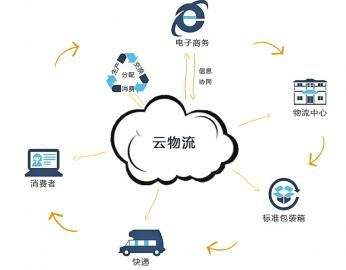 电子商务
生产
交换
分配
消费
信息
协同
云物流
物流中心
消费者
标准包装箱
快递